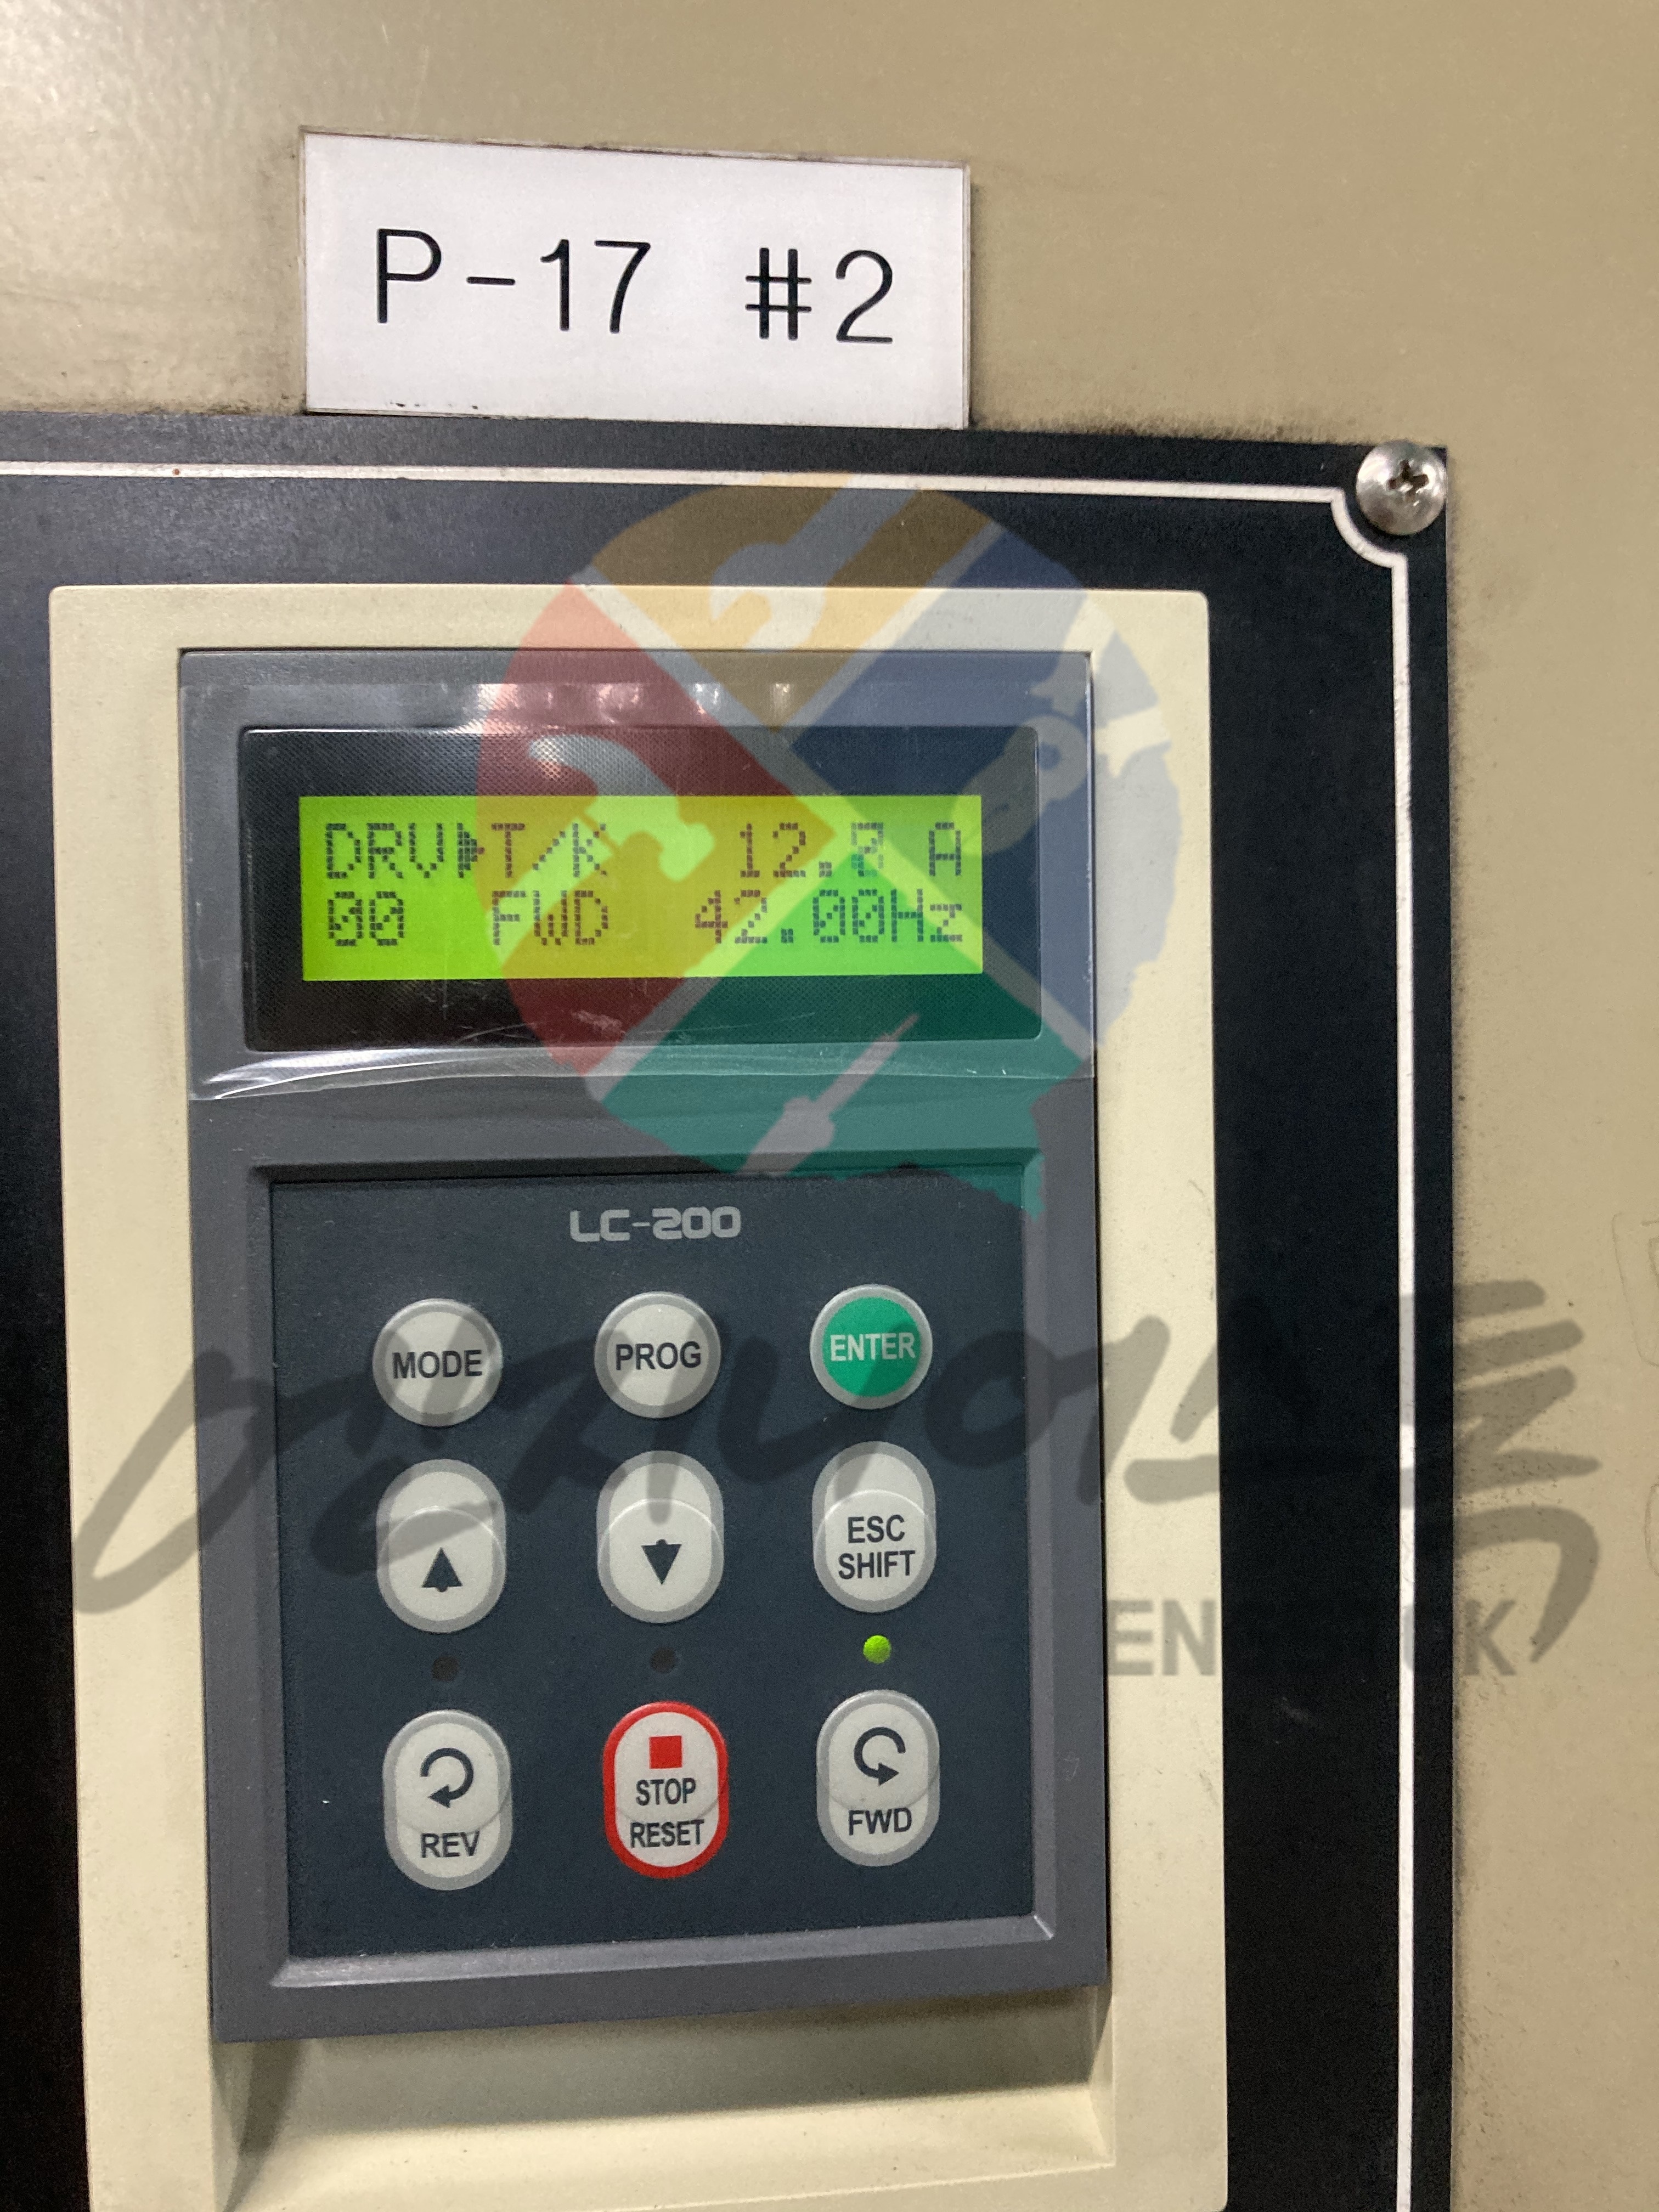 P-17 #2
DRV▶T/K 12. A
00 FWD 42.00Hz
LC-200
MODE PROG ENTER
▲ ▼ ESC SHIFT
REV STOP RESET FWD